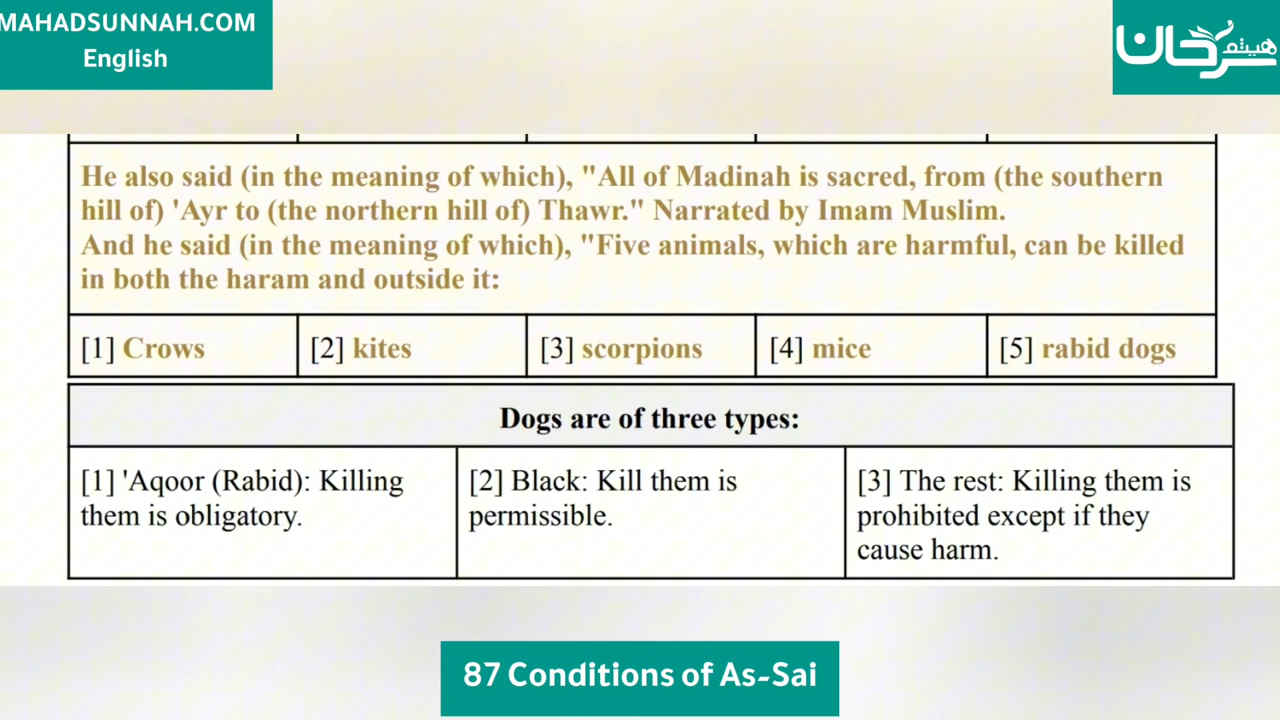 MAHADSUNNAH.COM
English
هيثم
سرحان
He also said (in the meaning of which), "All of Madinah is sacred, from (the southern
hill of) 'Ayr to (the northern hill of) Thawr." Narrated by Imam Muslim.
And he said (in the meaning of which), "Five animals, which are harmful, can be killed
in both the haram and outside it:
[1] Crows [2] kites [3] scorpions [4] mice [5] rabid dogs
Dogs are of three types:
[1] 'Aqoor (Rabid): Killing
them is obligatory.
[2] Black: Kill them is
permissible.
[3] The rest: Killing them is
prohibited except if they
cause harm.
87 Conditions of As-Sai